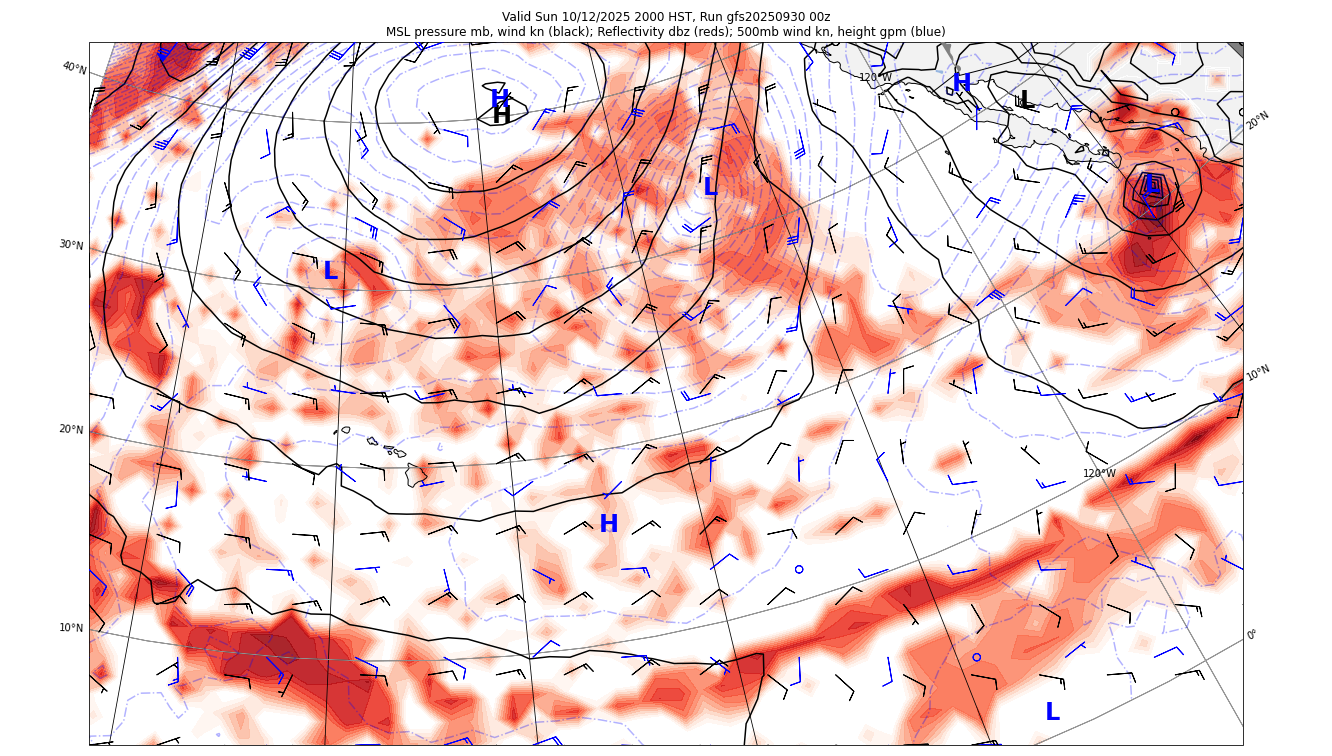 Valid Sun 10/12/2025 2000 HST, Run gfs20250930 00z
MSL pressure mb, wind kn (black); Reflectivity dbz (reds); 500mb wind kn, height gpm (blue)
40°N
120°W
H
L
H
H
20°N
L
L
30°N
L
10°N
20°N
120°W
H
10°N
0°
L